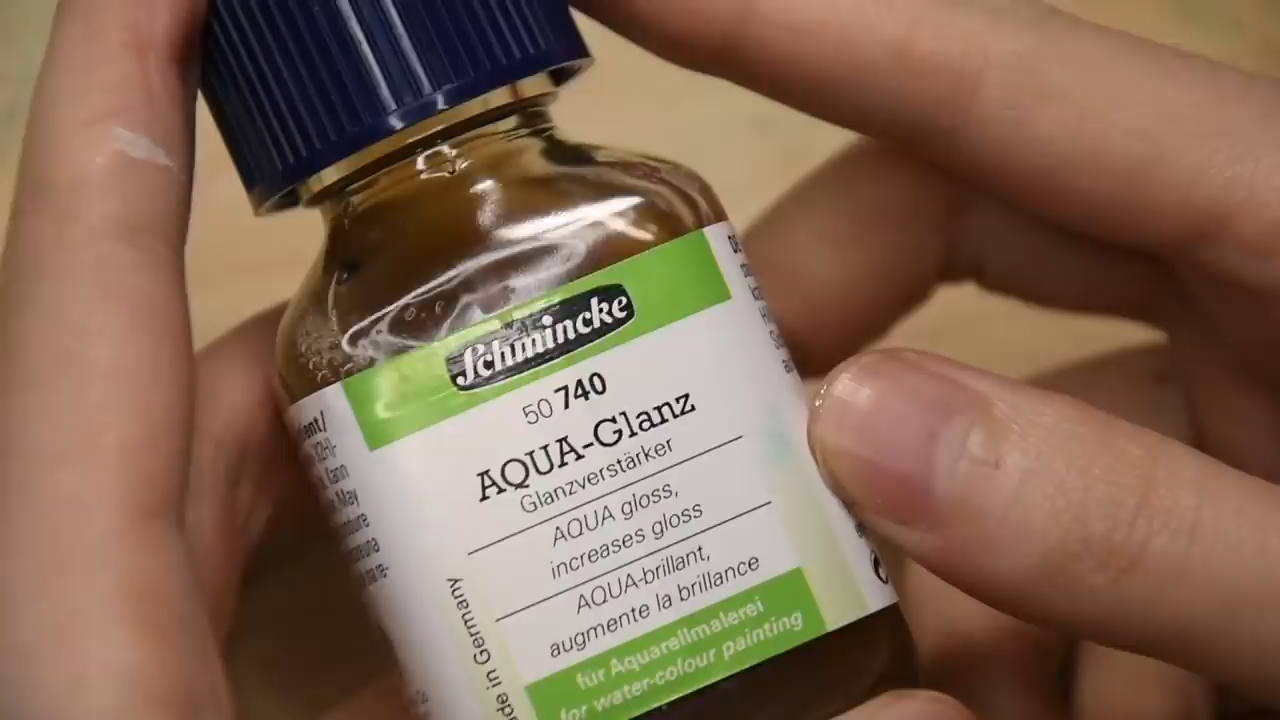 Schmincke
50 740
AQUA-Glanz
Glanzverstärker
AQUA gloss,
increases gloss
AQUA-brillant,
augmente la brillance
für Aquarellmalerei
for water-colour painting
in Germany
May